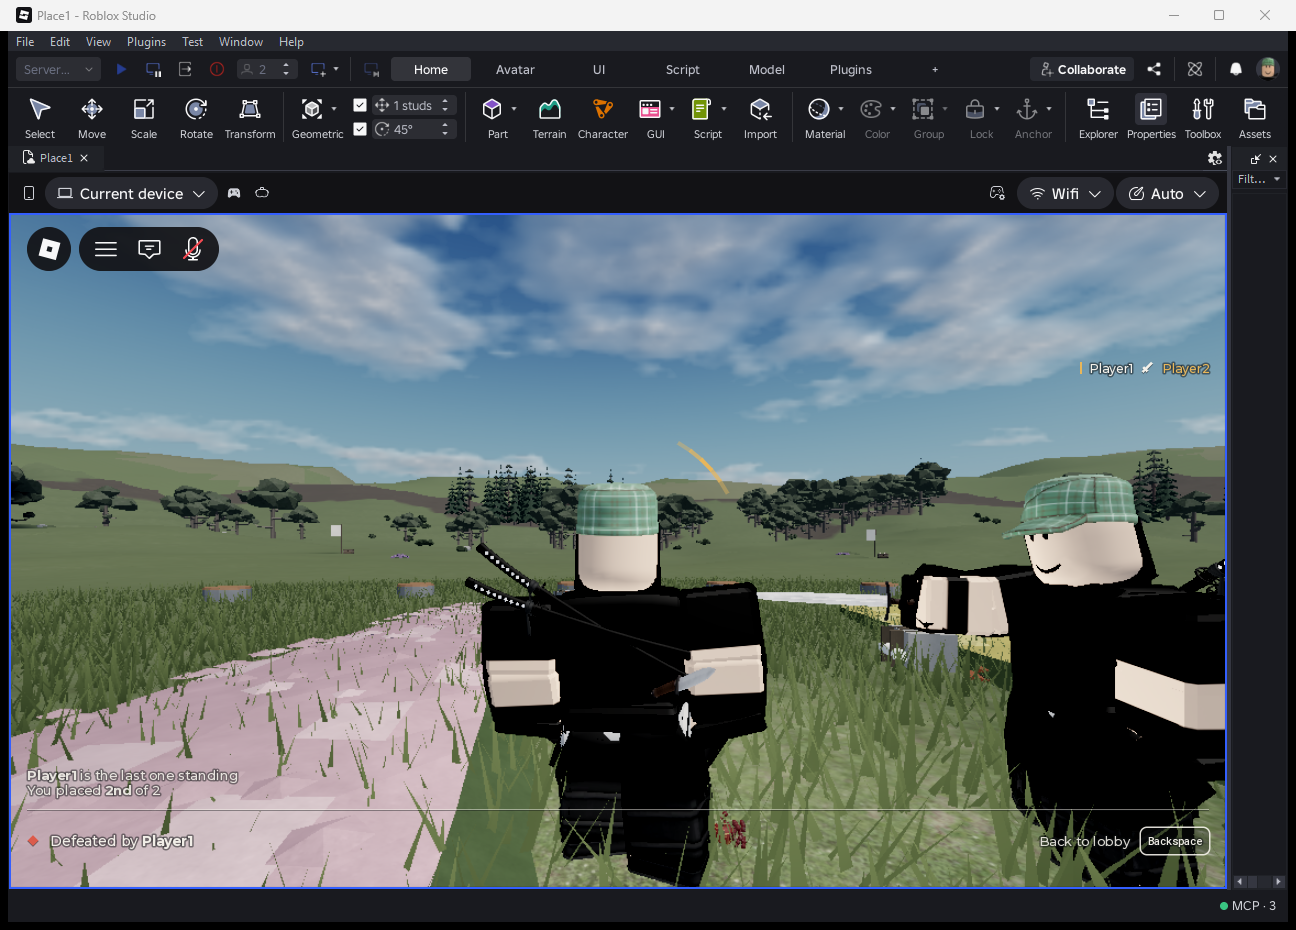 Place1 - Roblox Studio
File Edit View Plugins Test Window Help
Server... 2 Home Avatar UI Script Model Plugins + Collaborate
1 studs
45°
Select Move Scale Rotate Transform Geometric Part Terrain Character GUI Script Import Material Color Group Lock Anchor Explorer Properties Toolbox Assets
Place1
Filt...
Current device Wifi Auto
Player1 Player2
Player1 is the last one standing
You placed 2nd of 2
Defeated by Player1
Back to lobby Backspace
MCP · 3